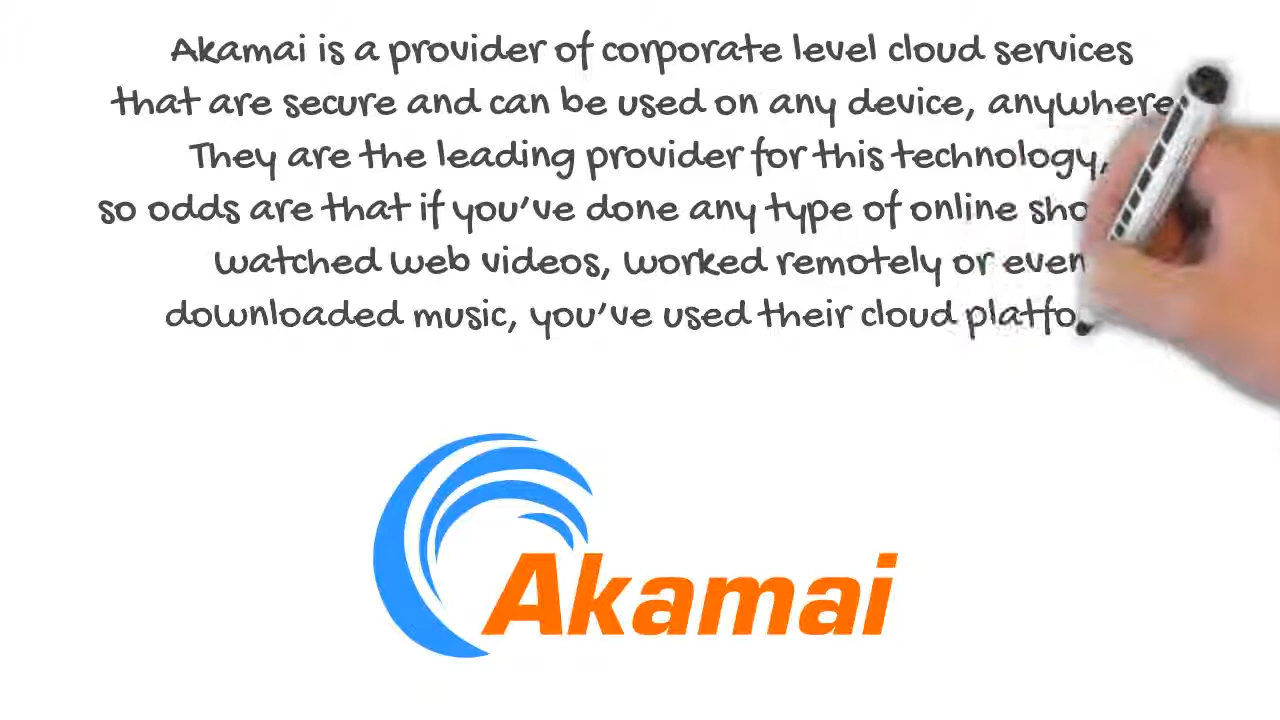 Akamai is a provider of corporate level cloud services
that are secure and can be used on any device, anywhere
They are the leading provider for this technology,
so odds are that if you've done any type of online
watched web videos, worked remotely or even
downloaded music, you've used their cloud
Akamai